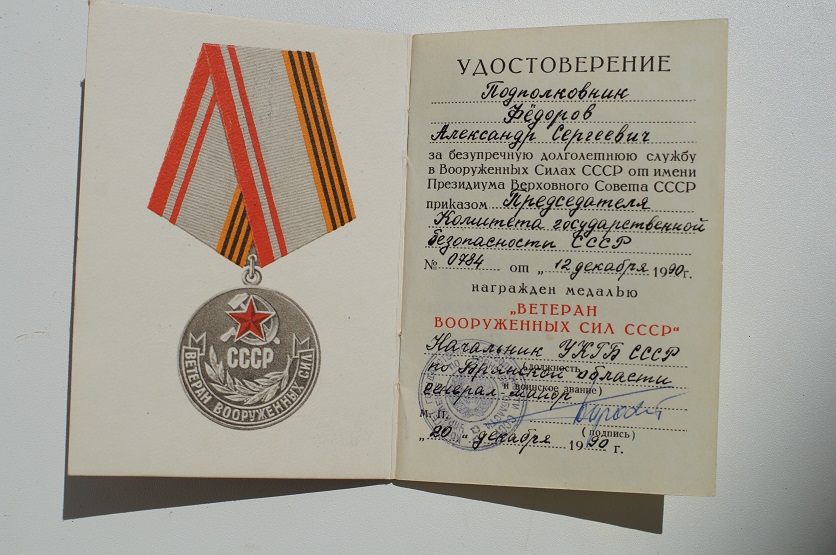 СССР
ВЕТЕРАН ВООРУЖЕННЫХ СИЛ
УДОСТОВЕРЕНИЕ
Подполковник
Фёдоров
Александр Сергеевич
за безупречную долголетнюю службу
в Вооруженных Силах СССР от имени
Президиума Верховного Совета СССР
приказом Председателя
Комитета государственной
безопасности СССР
№ 0784 от „ 12 декабря 1990г.
награжден медалью
„ВЕТЕРАН
ВООРУЖЕННЫХ СИЛ СССР“
Начальник УКГБ СССР
(должность
по Брянской области
и воинское звание)
генерал-майор
М. П.
(подпись)
„20“ декабря 1990 г.